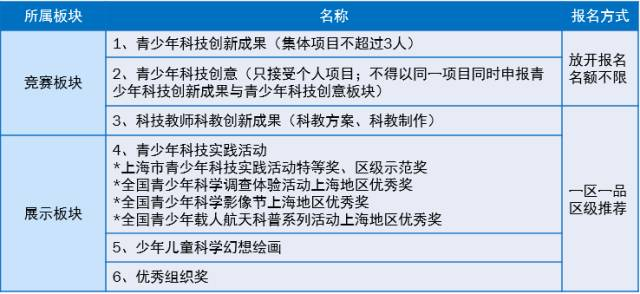 所属板块 名称 报名方式
竞赛板块
1、青少年科技创新成果（集体项目不超过3人）
2、青少年科技创意（只接受个人项目；不得以同一项目同时申报青
少年科技创新成果与青少年科技创意板块）
放开报名
名额不限
3、科技教师科教创新成果（科教方案、科教制作）
展示板块
4、青少年科技实践活动
*上海市青少年科技实践活动特等奖、区级示范奖
*全国青少年科学调查体验活动上海地区优秀奖
*全国青少年科学影像节上海地区优秀奖
*全国青少年载人航天科普系列活动上海地区优秀奖
一区一品
区级推荐
5、少年儿童科学幻想绘画
6、优秀组织奖